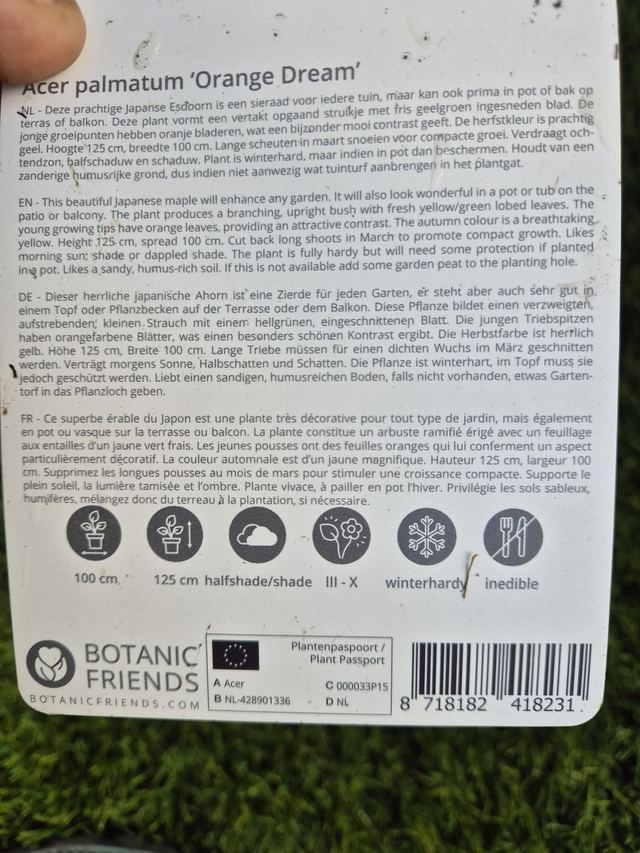 Acer palmatum ‘Orange Dream’
NL - Deze prachtige Japanse Esdoorn is een sieraad voor iedere tuin, maar kan ook prima in pot of bak op
terras of balkon. Deze plant vormt een vertakt opgaand struikje met fris geelgroen ingesneden blad. De
jonge groeipunten hebben oranje bladeren, wat een bijzonder mooi contrast geeft. De herfstkleur is prachtig
geel. Hoogte 125 cm, breedte 100 cm. Lange scheuten in maart snoeien voor compacte groei. Verdraagt och-
tendzon, halfschaduw en schaduw. Plant is winterhard, maar indien in pot dan beschermen. Houdt van een
zanderige humusrijke grond, dus indien niet aanwezig wat tuinturf aanbrengen in het plantgat.
EN - This beautiful Japanese maple will enhance any garden. It will also look wonderful in a pot or tub on the
patio or balcony. The plant produces a branching, upright bush with fresh yellow/green lobed leaves. The
young growing tips have orange leaves, providing an attractive contrast. The autumn colour is a breathtaking
yellow. Height 125 cm, spread 100 cm. Cut back long shoots in March to promote compact growth. Likes
morning sun; shade or dappled shade. The plant is fully hardy but will need some protection if planted
in a pot. Likes a sandy, humus-rich soil. If this is not available add some garden peat to the planting hole.
DE - Dieser herrliche japanische Ahorn ist eine Zierde für jeden Garten, er steht aber auch sehr gut in
einem Topf oder Pflanzbecken auf der Terrasse oder dem Balkon. Diese Pflanze bildet einen verzweigten,
aufstrebenden, kleinen Strauch mit einem hellgrünen, eingeschnittenen Blatt. Die jungen Triebspitzen
haben orangefarbene Blätter, was einen besonders schönen Kontrast ergibt. Die Herbstfarbe ist herrlich
gelb. Höhe 125 cm, Breite 100 cm. Lange Triebe müssen für einen dichten Wuchs im März geschnitten
werden. Verträgt morgens Sonne, Halbschatten und Schatten. Die Pflanze ist winterhart, im Topf muss sie
jedoch geschützt werden. Liebt einen sandigen, humusreichen Boden, falls nicht vorhanden, etwas Garten-
torf in das Pflanzloch geben.
FR - Ce superbe érable du Japon est une plante très décorative pour tout type de jardin, mais également
en pot ou vasque sur la terrasse ou balcon. La plante constitue un arbuste ramifié érigé avec un feuillage
aux entailles d’un jaune vert frais. Les jeunes pousses ont des feuilles oranges qui lui conferment un aspect
particulièrement décoratif. La couleur automnale est d’un jaune magnifique. Hauteur 125 cm, largeur 100
cm. Supprimez les longues pousses au mois de mars pour stimuler une croissance compacte. Supporte le
plein soleil, la lumière tamisée et l’ombre. Plante vivace, à pailler en pot l’hiver. Privilégie les sols sableux,
humifères, mélangez donc du terreau à la plantation, si nécessaire.
100 cm 125 cm halfshade/shade III - X winterhardy inedible
BOTANIC
FRIENDS
BOTANICFRIENDS.COM
Plantenpaspoort /
Plant Passport
A Acer C 000033P15
B NL-428901336 D NL
8 718182 418231